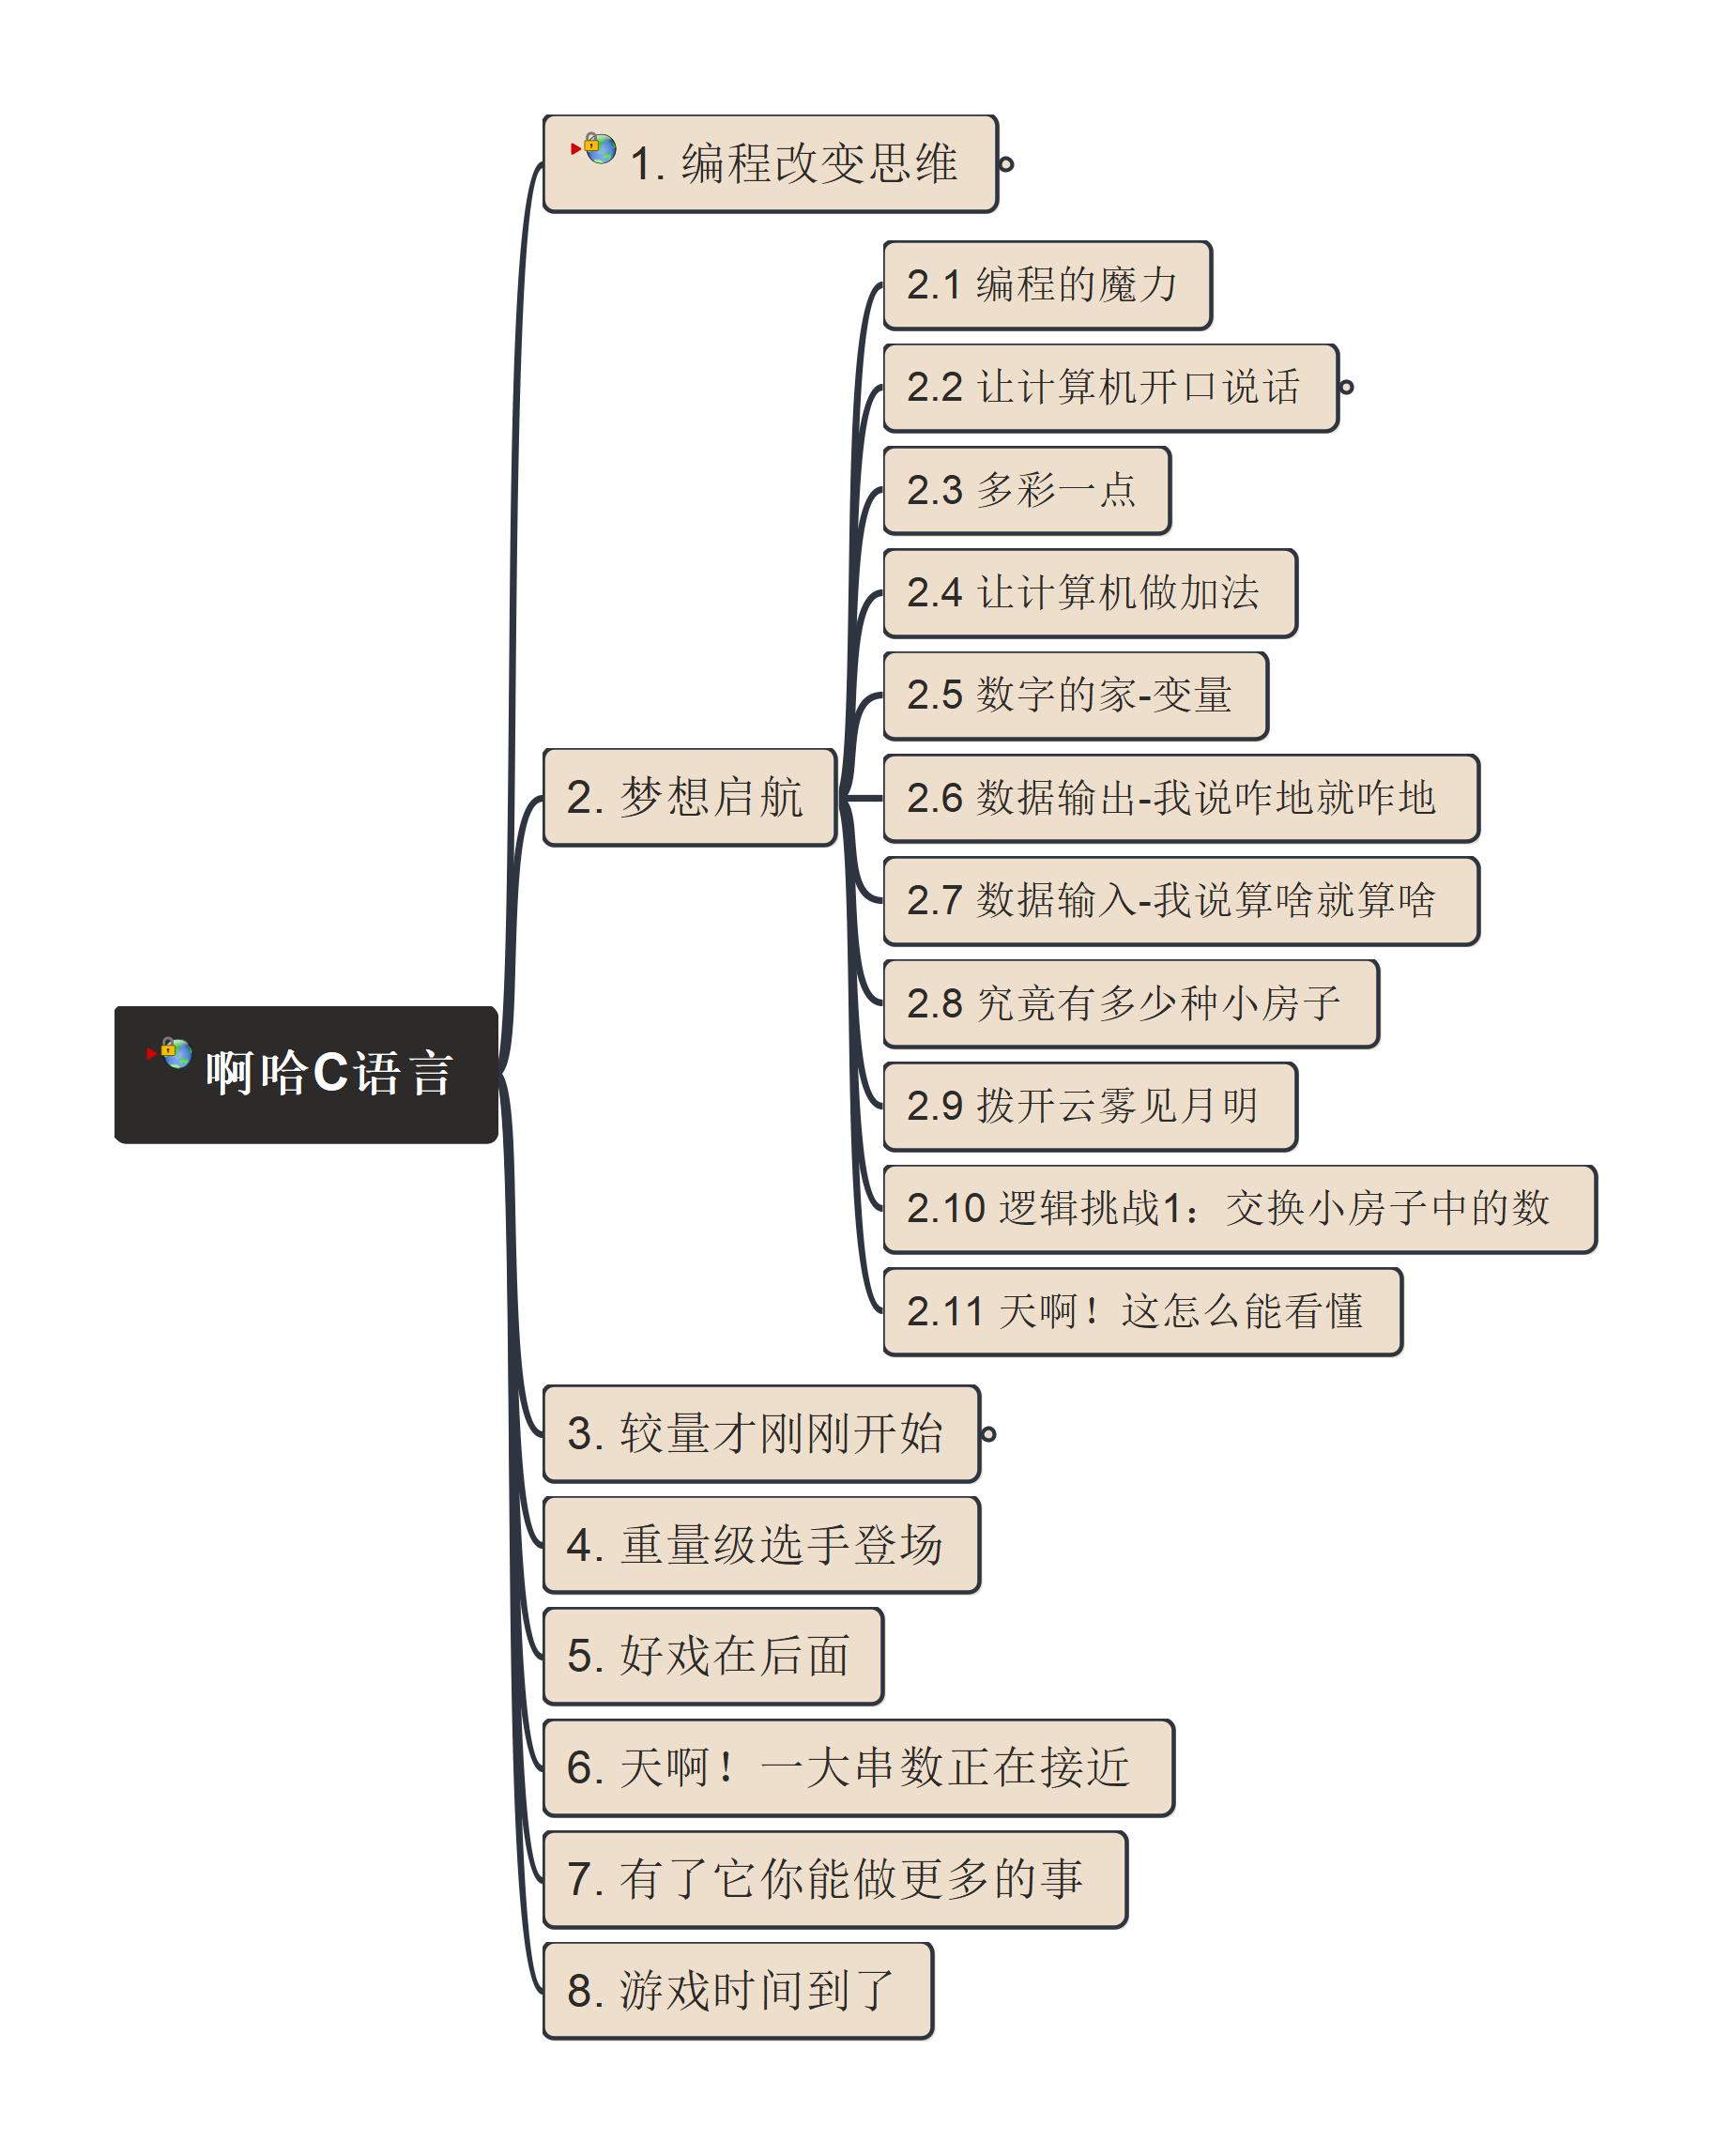 1. 编程改变思维
2.1 编程的魔力
2.2 让计算机开口说话
2.3 多彩一点
2.4 让计算机做加法
2.5 数字的家-变量
2. 梦想启航
2.6 数据输出-我说咋地就咋地
2.7 数据输入-我说算啥就算啥
2.8 究竟有多少种小房子
啊哈C语言
2.9 拨开云雾见月明
2.10 逻辑挑战1：交换小房子中的数
2.11 天啊！这怎么能看懂
3. 较量才刚刚开始
4. 重量级选手登场
5. 好戏在后面
6. 天啊！一大串数正在接近
7. 有了它你能做更多的事
8. 游戏时间到了